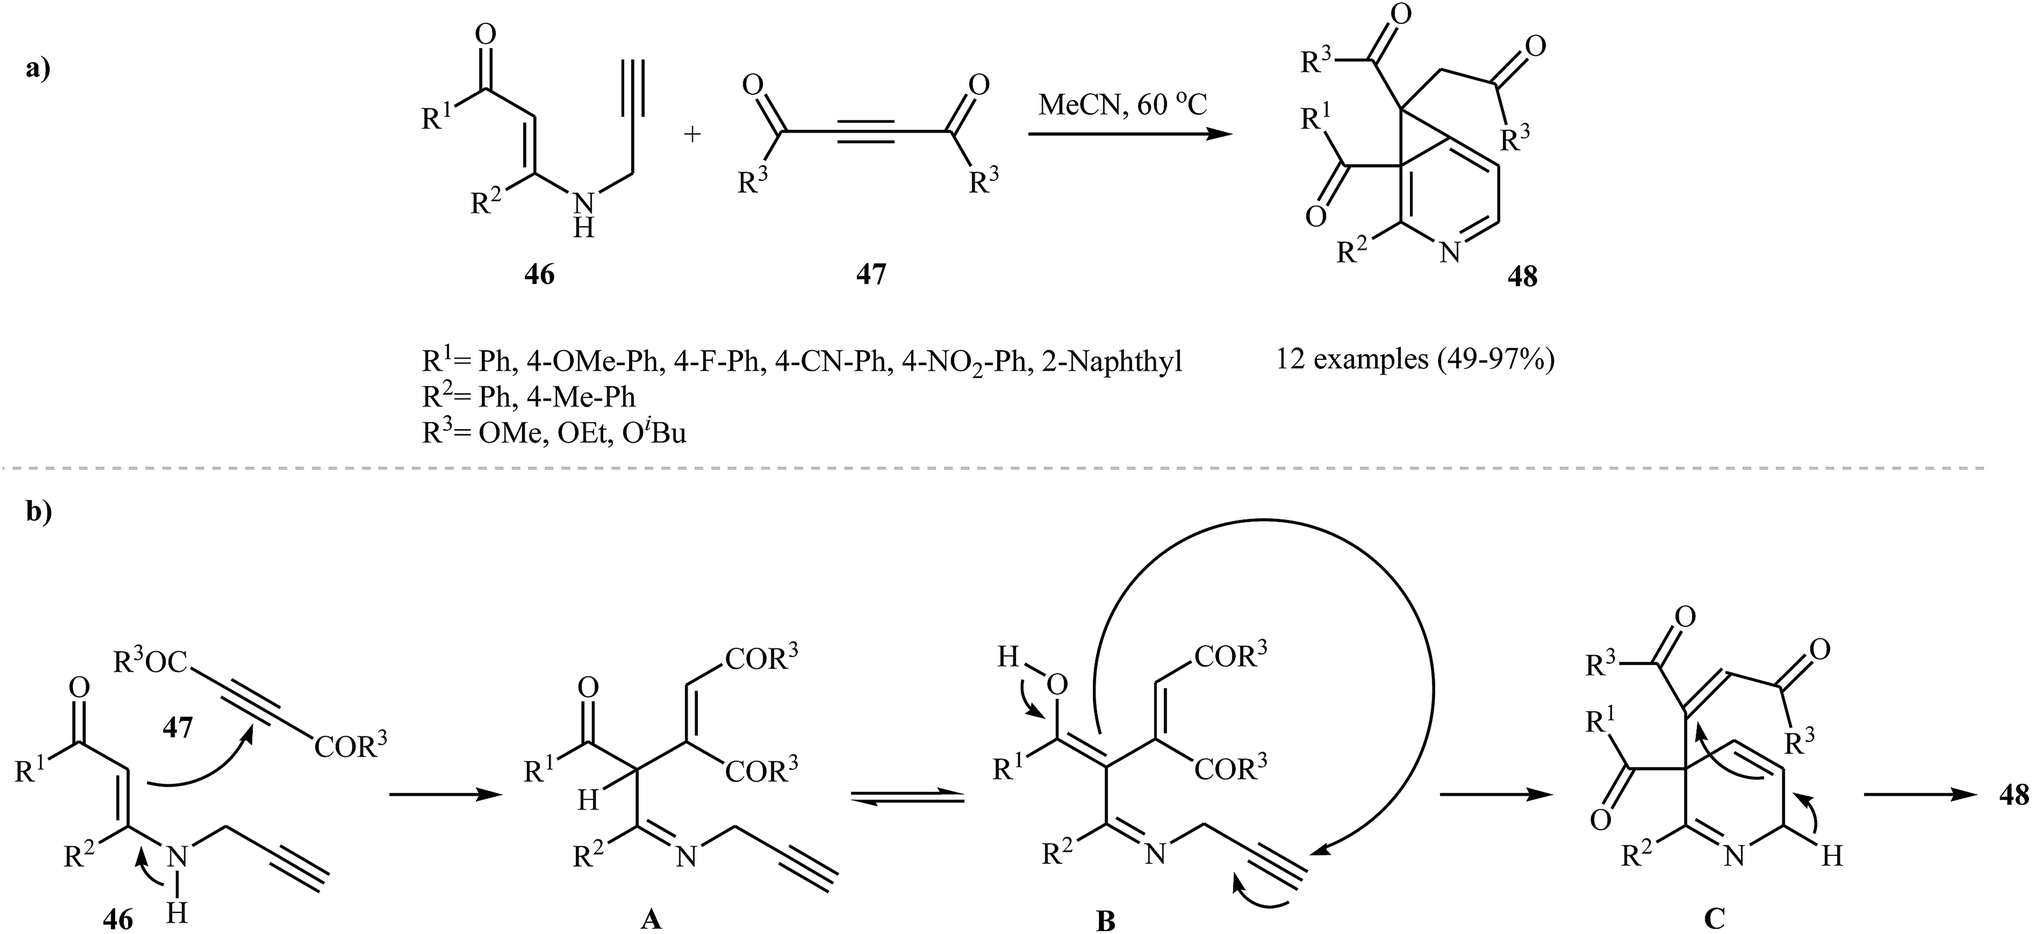 a)
O
R¹
R²
N
H
46
+
O
R³
O
R³
47
MeCN, 60 °C
O
R³
O
R³
R¹
O
R²
N
48
R¹= Ph, 4-OMe-Ph, 4-F-Ph, 4-CN-Ph, 4-NO₂-Ph, 2-Naphthyl
12 examples (49-97%)
R²= Ph, 4-Me-Ph
R³= OMe, OEt, OⁱBu
b)
R³OC
47
COR³
O
R¹
R²
N
H
46
O
R¹
H
COR³
COR³
R²
N
A
H
O
R¹
COR³
COR³
R²
N
B
O
R³
O
R³
R¹
O
R²
N
H
C
48